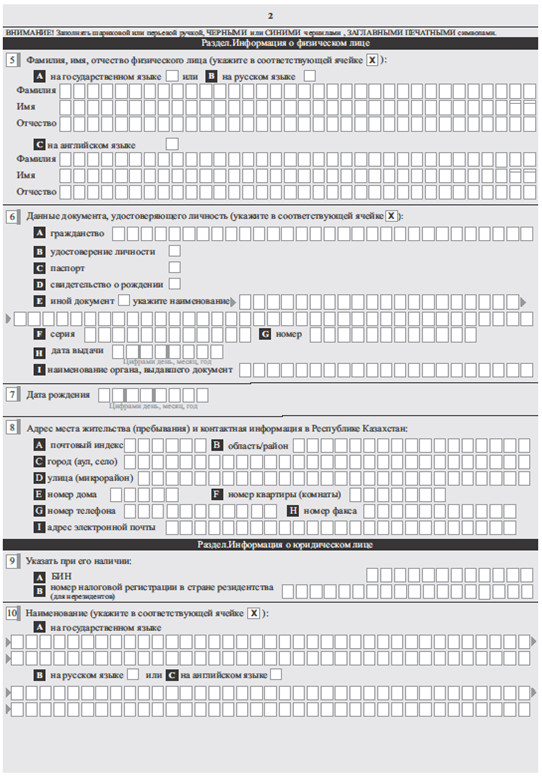 2
ВНИМАНИЕ! Заполнять шариковой или перьевой ручкой, ЧЕРНЫМИ или СИНИМИ чернилами , ЗАГЛАВНЫМИ ПЕЧАТНЫМИ символами.
Раздел.Информация о физическом лице
5 Фамилия, имя, отчество физического лица (укажите в соответствующей ячейке X ):
A на государственном языке или B на русском языке
Фамилия
Имя
Отчество
C на английском языке
Фамилия
Имя
Отчество
6 Данные документа, удостоверяющего личность (укажите в соответствующей ячейке X ):
A гражданство
B удостоверение личности
C паспорт
D свидетельство о рождении
E иной документ укажите наименование
F серия G номер
H дата выдачи
Цифрами день, месяц, год
I наименование органа, выдавшего документ
7 Дата рождения
Цифрами день, месяц, год
8 Адрес места жительства (пребывания) и контактная информация в Республике Казахстан:
A почтовый индекс B область/район
C город (аул, село)
D улица (микрорайон)
E номер дома F номер квартиры (комнаты)
G номер телефона H номер факса
I адрес электронной почты
Раздел.Информация о юридическом лице
9 Указать при его наличии:
A БИН
B номер налоговой регистрации в стране резидентства
(для нерезидентов)
10 Наименование (укажите в соответствующей ячейке X ):
A на государственном языке
B на русском языке или C на английском языке